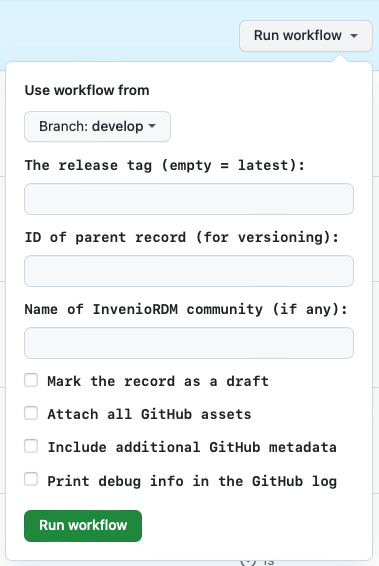 Run workflow
Use workflow from
Branch: develop
The release tag (empty = latest):
ID of parent record (for versioning):
Name of InvenioRDM community (if any):
Mark the record as a draft
Attach all GitHub assets
Include additional GitHub metadata
Print debug info in the GitHub log
Run workflow